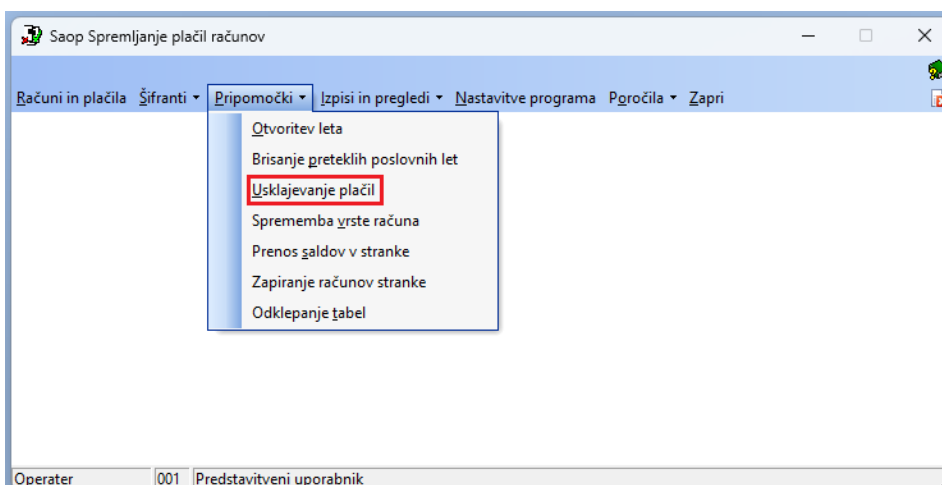 Saop Spremljanje plačil računov
Računi in plačila Šifranti Pripomočki Izpisi in pregledi Nastavitve programa Poročila Zapri
Otvoritev leta
Brisanje preteklih poslovnih let
Usklajevanje plačil
Sprememba vrste računa
Prenos saldov v stranke
Zapiranje računov stranke
Odklepanje tabel
Operater 001 Predstavitveni uporabnik